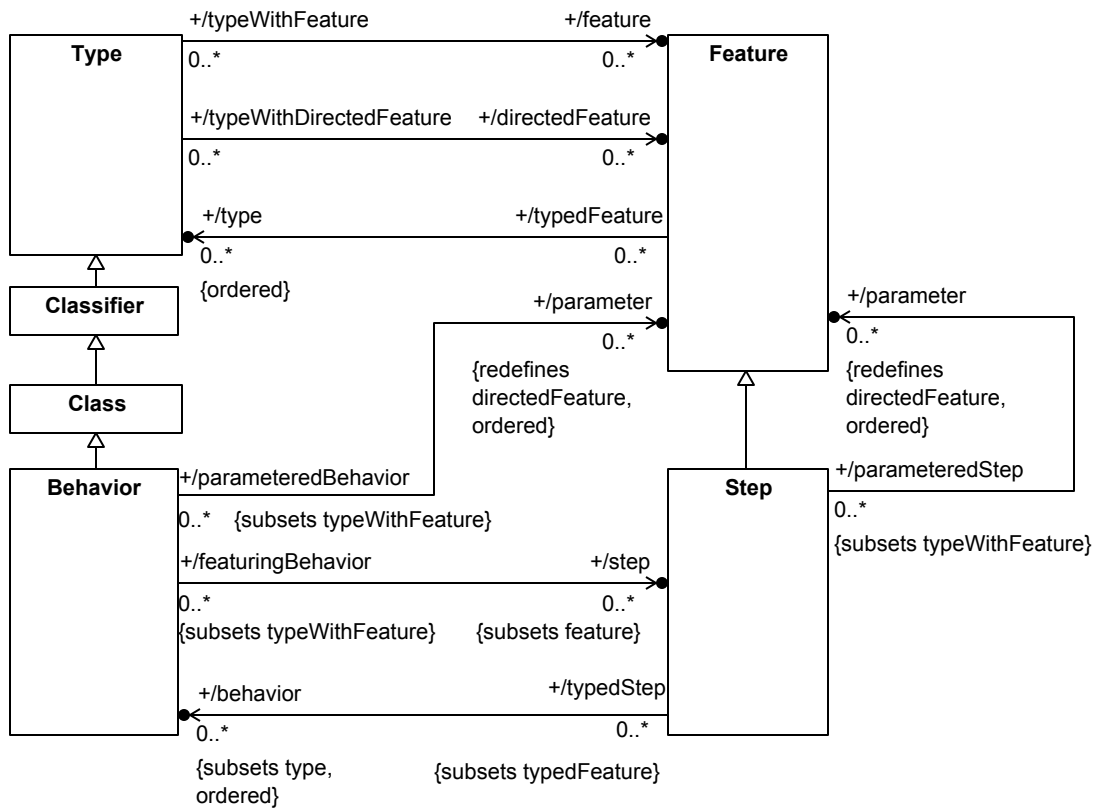 +/typeWithFeature
+/feature
Type
Feature
0..*
0..*
+/typeWithDirectedFeature
+/directedFeature
0..*
0..*
+/type
+/typedFeature
0..*
0..*
{ordered}
Classifier
+/parameter
+/parameter
0..*
0..*
{redefines
directedFeature,
ordered}
{redefines
directedFeature,
ordered}
Class
Behavior
+/parameteredBehavior
Step
+/parameteredStep
0..*
{subsets typeWithFeature}
0..*
{subsets typeWithFeature}
+/featuringBehavior
+/step
0..*
0..*
{subsets typeWithFeature}
{subsets feature}
+/behavior
+/typedStep
0..*
0..*
{subsets type,
ordered}
{subsets typedFeature}